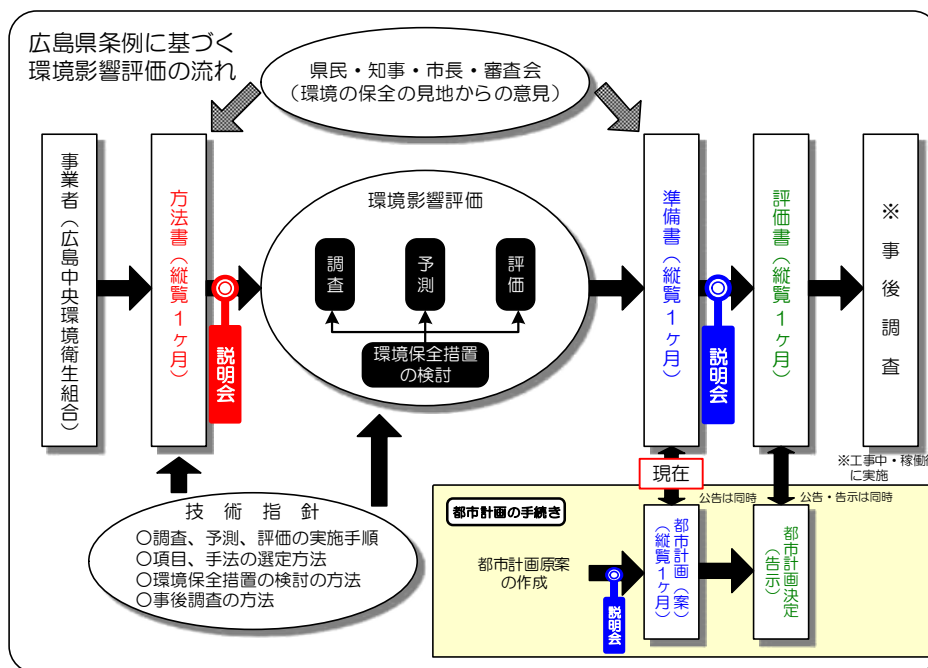 広島県条例に基づく
環境影響評価の流れ
県民・知事・市長・審査会
（環境の保全の見地からの意見）
事業者（広島中央環境衛生組合）
方法書（縦覧１ヶ月）
説明会
環境影響評価
調査
予測
評価
環境保全措置
の検討
準備書（縦覧１ヶ月）
説明会
評価書（縦覧１ヶ月）
※事後調査
※工事中・稼働後
に実施
技術指針
○調査、予測、評価の実施手順
○項目、手法の選定方法
○環境保全措置の検討の方法
○事後調査の方法
現在
公告は同時
公告・告示は同時
都市計画の手続き
都市計画原案
の作成
説明会
都市計画（案）
（縦覧１ヶ月）
都市計画決定
（告示）